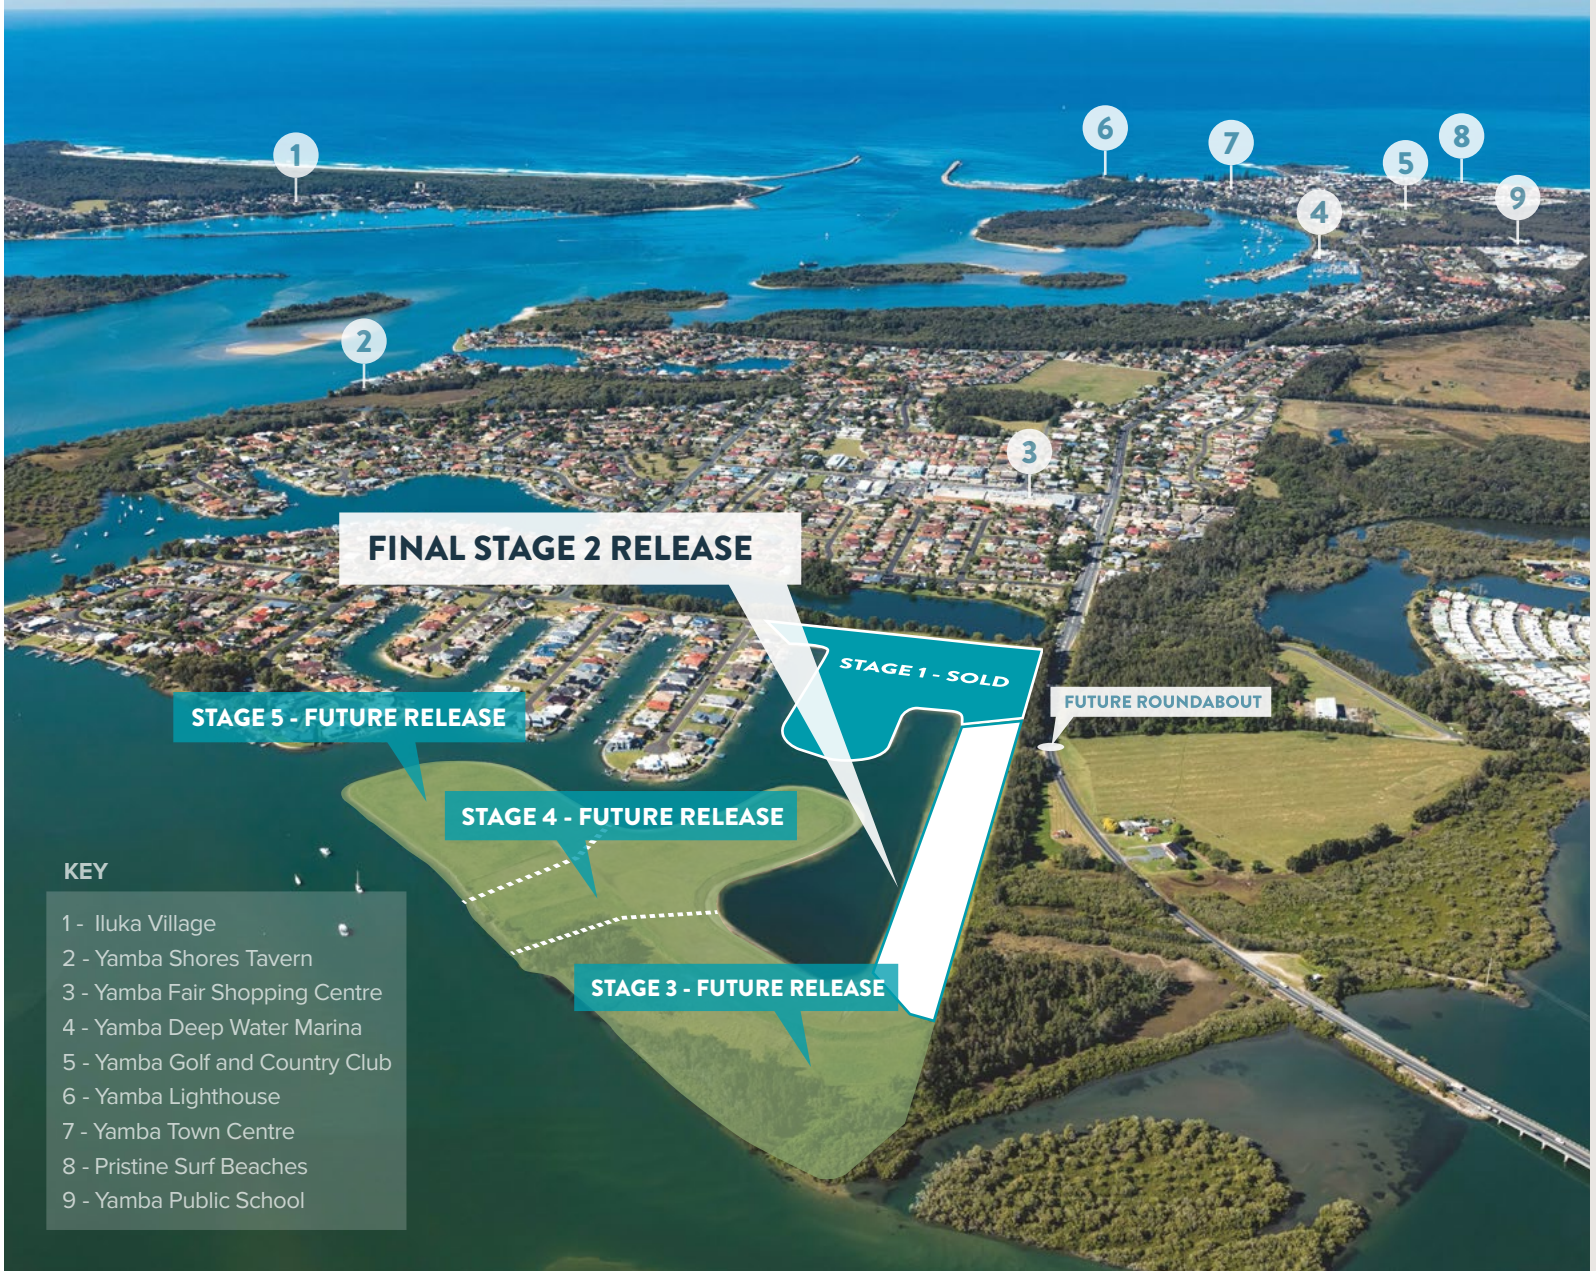 1
6
7
8
5
9
4
2
3
FINAL STAGE 2 RELEASE
STAGE 1 - SOLD
FUTURE ROUNDABOUT
STAGE 5 - FUTURE RELEASE
STAGE 4 - FUTURE RELEASE
STAGE 3 - FUTURE RELEASE
KEY
1 - Iluka Village
2 - Yamba Shores Tavern
3 - Yamba Fair Shopping Centre
4 - Yamba Deep Water Marina
5 - Yamba Golf and Country Club
6 - Yamba Lighthouse
7 - Yamba Town Centre
8 - Pristine Surf Beaches
9 - Yamba Public School